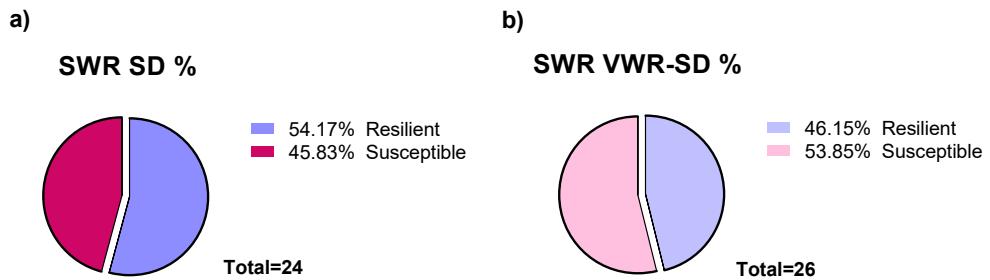 a)
SWR SD %
54.17% Resilient
45.83% Susceptible
Total=24
b)
SWR VWR-SD %
46.15% Resilient
53.85% Susceptible
Total=26